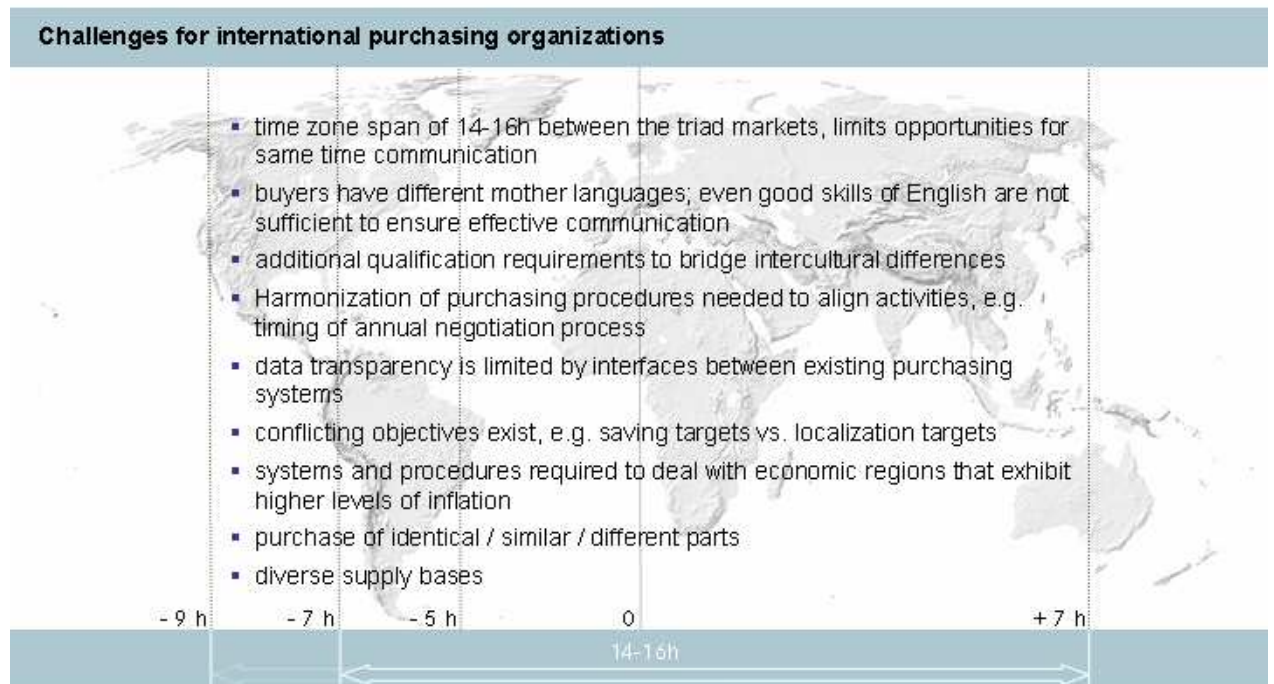 Challenges for international purchasing organizations
▪ time zone span of 14-16h between the triad markets, limits opportunities for
same time communication
▪ buyers have different mother languages; even good skills of English are not
sufficient to ensure effective communication
▪ additional qualification requirements to bridge intercultural differences
▪ Harmonization of purchasing procedures needed to align activities, e.g.
timing of annual negotiation process
▪ data transparency is limited by interfaces between existing purchasing
systems
▪ conflicting objectives exist, e.g. saving targets vs. localization targets
▪ systems and procedures required to deal with economic regions that exhibit
higher levels of inflation
▪ purchase of identical / similar / different parts
▪ diverse supply bases
- 9 h - 7 h - 5 h 0 + 7 h
14-16h